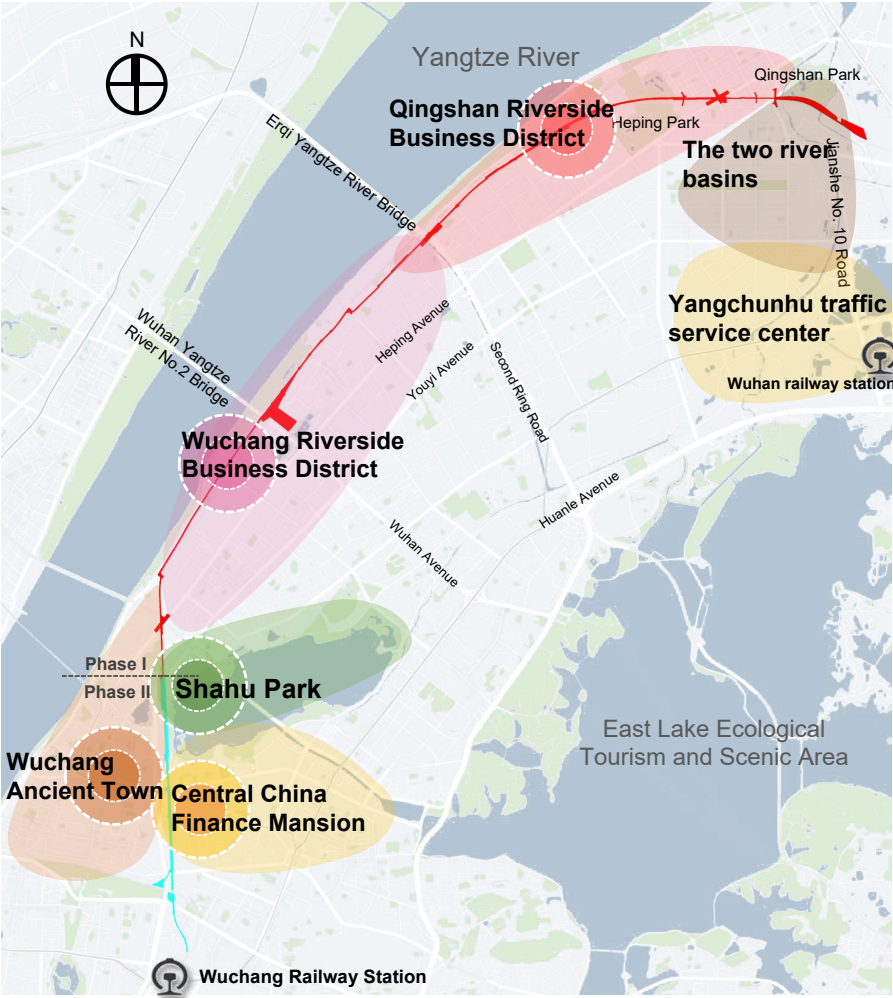 N
Yangtze River
Qingshan Park
Qingshan Riverside
Business District
Heping Park
Erqi Yangtze River Bridge
The two river
basins
Jianshe No. 10 Road
Yangchunhu traffic
service center
Wuhan railway station
Wuhan Yangtze
River No.2 Bridge
Heping Avenue
Youyi Avenue
Second Ring Road
Wuchang Riverside
Business District
Huanle Avenue
Wuhan Avenue
Phase I
Phase II
Shahu Park
East Lake Ecological
Tourism and Scenic Area
Wuchang
Ancient Town
Central China
Finance Mansion
Wuchang Railway Station